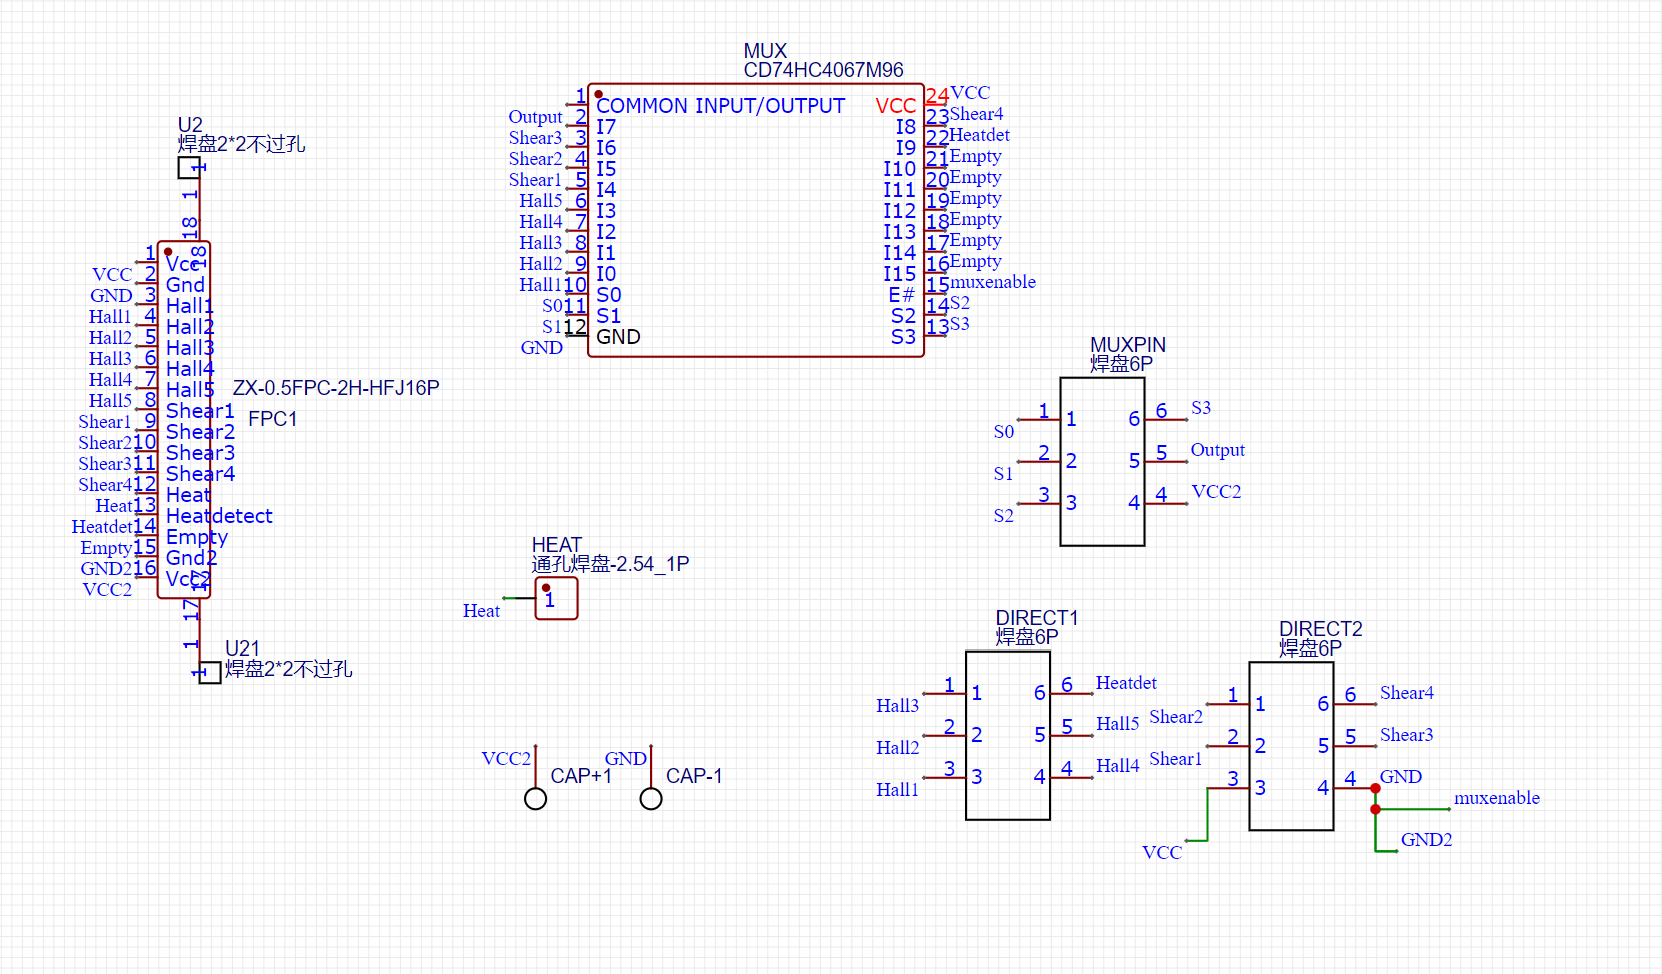 MUX
CD74HC4067M96
1
COMMON INPUT/OUTPUT
VCC
24
VCC
Output
2
I7
I8
23
Shear4
Shear3
3
I6
I9
22
Heatdet
Shear2
4
I5
I10
21
Empty
Shear1
5
I4
I11
20
Empty
Hall5
6
I3
I12
19
Empty
Hall4
7
I2
I13
18
Empty
Hall3
8
I1
I14
17
Empty
Hall2
9
I0
I15
16
Empty
Hall1
10
S0
E#
15
muxenable
S0
11
S1
S2
14
S2
S1
12
GND
S3
13
S3
GND
U2
焊盘2*2不过孔
1
1
18
18
1
Vcc
VCC
2
Gnd
GND
3
Hall1
Hall1
4
Hall2
Hall2
5
Hall3
Hall3
6
Hall4
Hall4
7
Hall5
Hall5
8
Shear1
Shear1
9
Shear2
Shear2
10
Shear3
Shear3
11
Shear4
Shear4
12
Heat
Heat
13
Heatdetect
Heatdet
14
Empty
Empty
15
Gnd2
GND2
16
Vcc2
VCC2
17
17
1
1
ZX-0.5FPC-2H-HFJ16P
FPC1
U21
焊盘2*2不过孔
MUXPIN
焊盘6P
1
1
6
6
S3
S0
2
2
5
5
Output
S1
3
3
4
4
VCC2
S2
HEAT
通孔焊盘-2.54_1P
1
Heat
VCC2
CAP+1
GND
CAP-1
DIRECT1
焊盘6P
1
1
6
6
Heatdet
Hall3
2
2
5
5
Hall5
Hall2
3
3
4
4
Hall4
Hall1
DIRECT2
焊盘6P
1
1
6
6
Shear4
Shear2
2
2
5
5
Shear3
Shear1
3
3
4
4
GND
muxenable
GND2
VCC